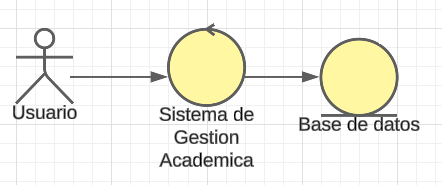 Usuario
Sistema de
Gestion
Academica
Base de datos